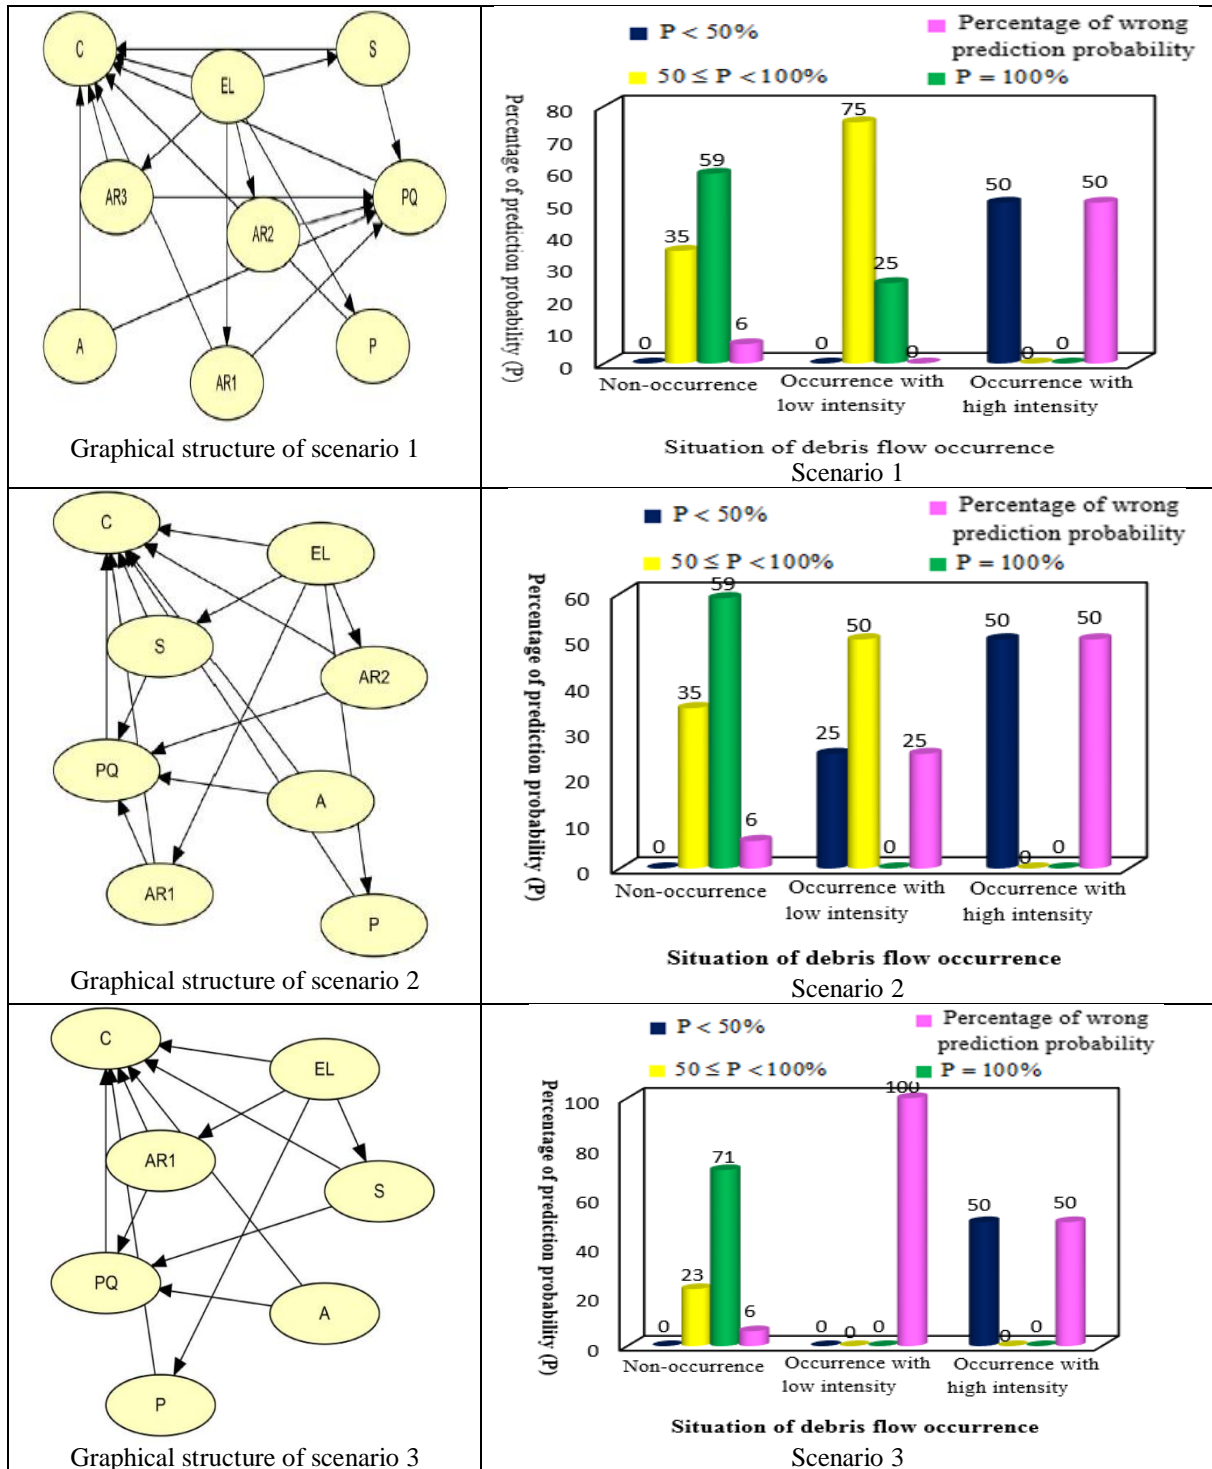 C
S
EL
AR3
PQ
AR2
A
P
AR1
Graphical structure of scenario 1
P < 50%
Percentage of wrong
prediction probability
50 ≤ P <100%
P = 100%
Percentage of prediction probability (P)
80
70
60
50
40
30
20
10
0
0
35
59
6
0
75
25
0
50
0
0
50
Non-occurrence
Occurrence with
low intensity
Occurrence with
high intensity
Situation of debris flow occurrence
Scenario 1
C
EL
S
AR2
PQ
A
AR1
P
Graphical structure of scenario 2
P < 50%
Percentage of wrong
prediction probability
50 ≤ P <100%
P = 100%
Percentage of prediction probability (P)
60
50
40
30
20
10
0
0
35
59
6
25
50
0
25
50
0
0
50
Non-occurrence
Occurrence with
low intensity
Occurrence with
high intensity
Situation of debris flow occurrence
Scenario 2
C
EL
AR1
S
PQ
A
P
Graphical structure of scenario 3
P < 50%
Percentage of wrong
prediction probability
50 ≤ P <100%
P = 100%
Percentage of prediction probability (P)
100
80
60
40
20
0
0
23
71
6
0
0
0
100
50
0
0
50
Non-occurrence
Occurrence with
low intensity
Occurrence with
high intensity
Situation of debris flow occurrence
Scenario 3